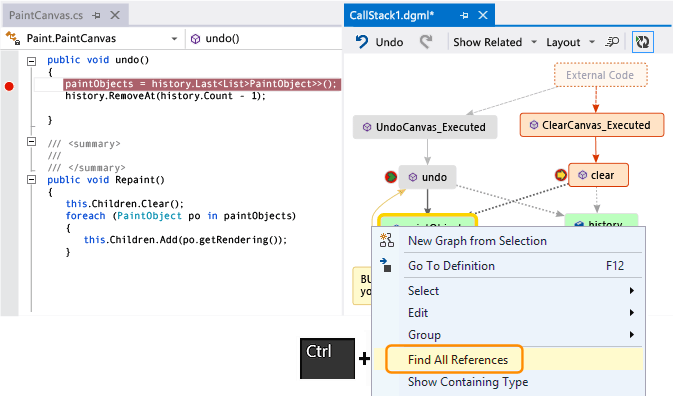 PaintCanvas.cs
Paint.PaintCanvas
undo()
public void undo()
{
paintObjects = history.Last<List>PaintObject>>();
history.RemoveAt(history.Count - 1);
}
/// <summary>
///
/// </summary>
public void Repaint()
{
this.Children.Clear();
foreach (PaintObject po in paintObjects)
{
this.Children.Add(po.getRendering());
}
CallStack1.dgml*
Undo
Show Related
Layout
External Code
UndoCanvas_Executed
ClearCanvas_Executed
undo
clear
history
BU
yo
New Graph from Selection
Go To Definition F12
Select
Edit
Group
Find All References
Show Containing Type
Ctrl +